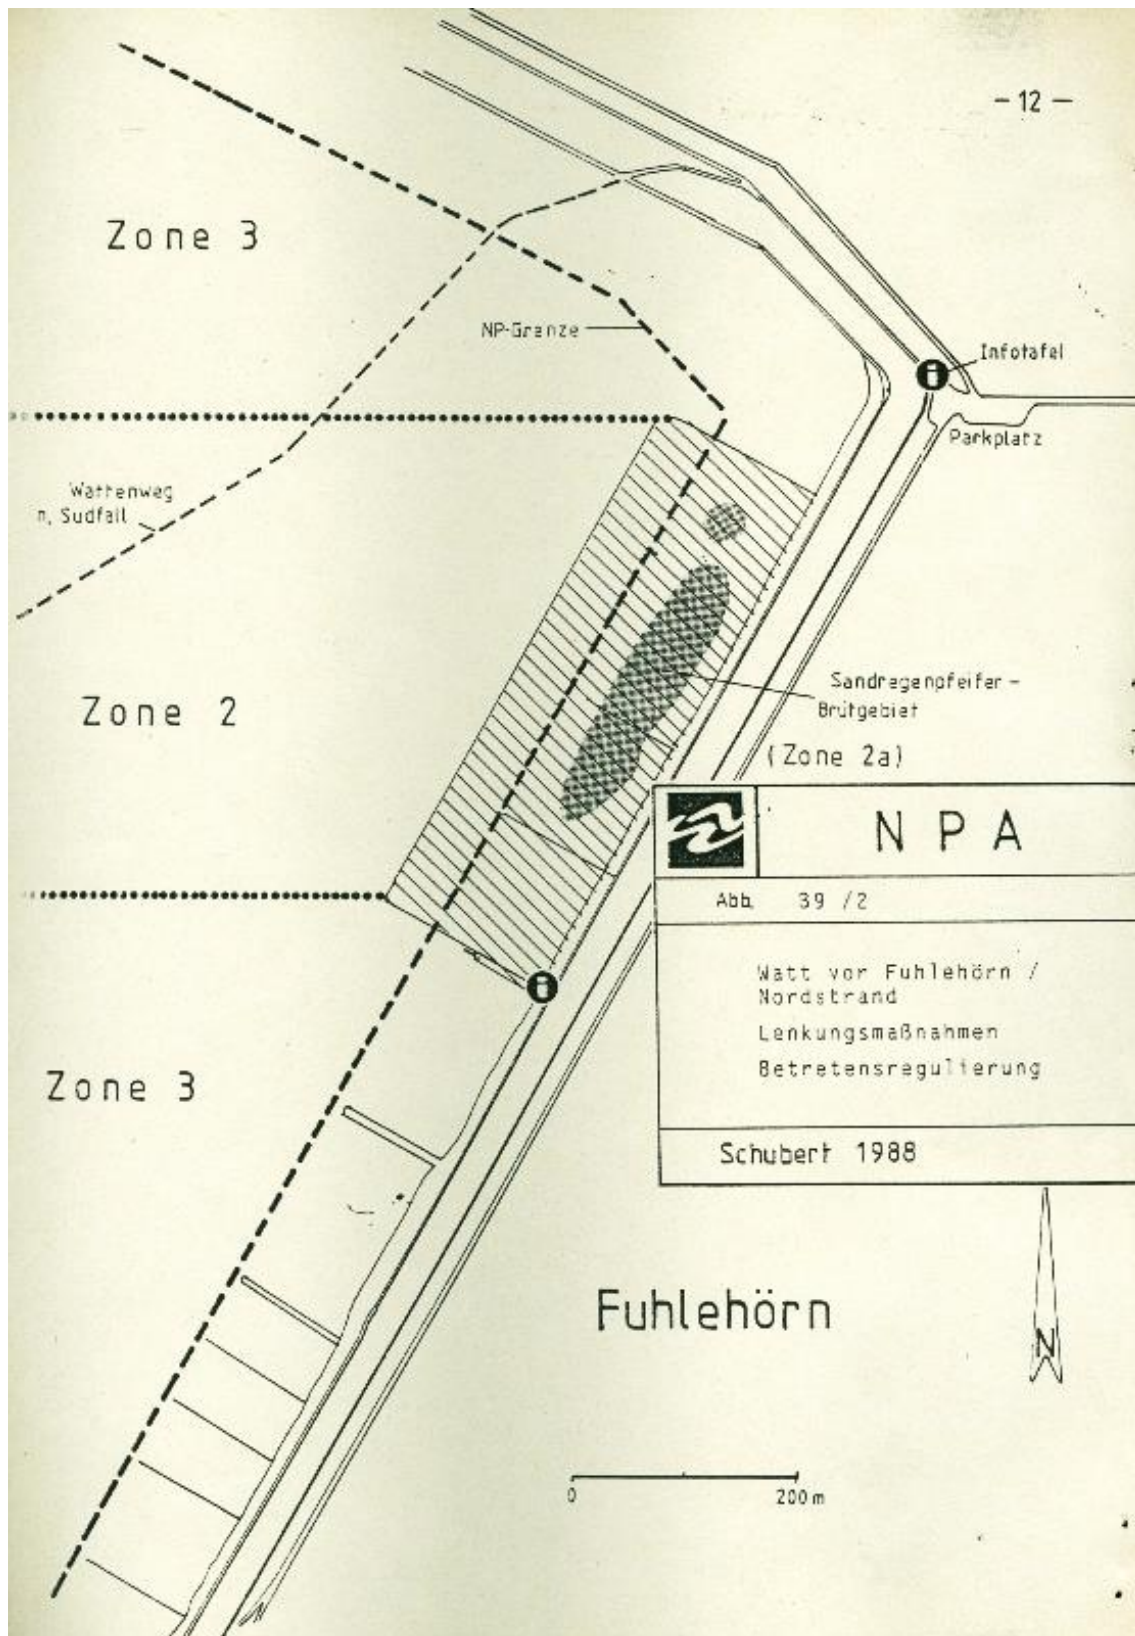 - 12 -
Zone 3
NP-Grenze
Infotafel
Parkplatz
Wattenweg
n. Südfall
Zone 2
Sandregenpfeifer -
Brutgebiet
(Zone 2a)
NPA
Abb. 39 /2
Watt vor Fuhlehörn /
Nordstrand
Lenkungsmaßnahmen
Betretensregulierung
Schubert 1988
Zone 3
Fuhlehörn
N
0 200 m